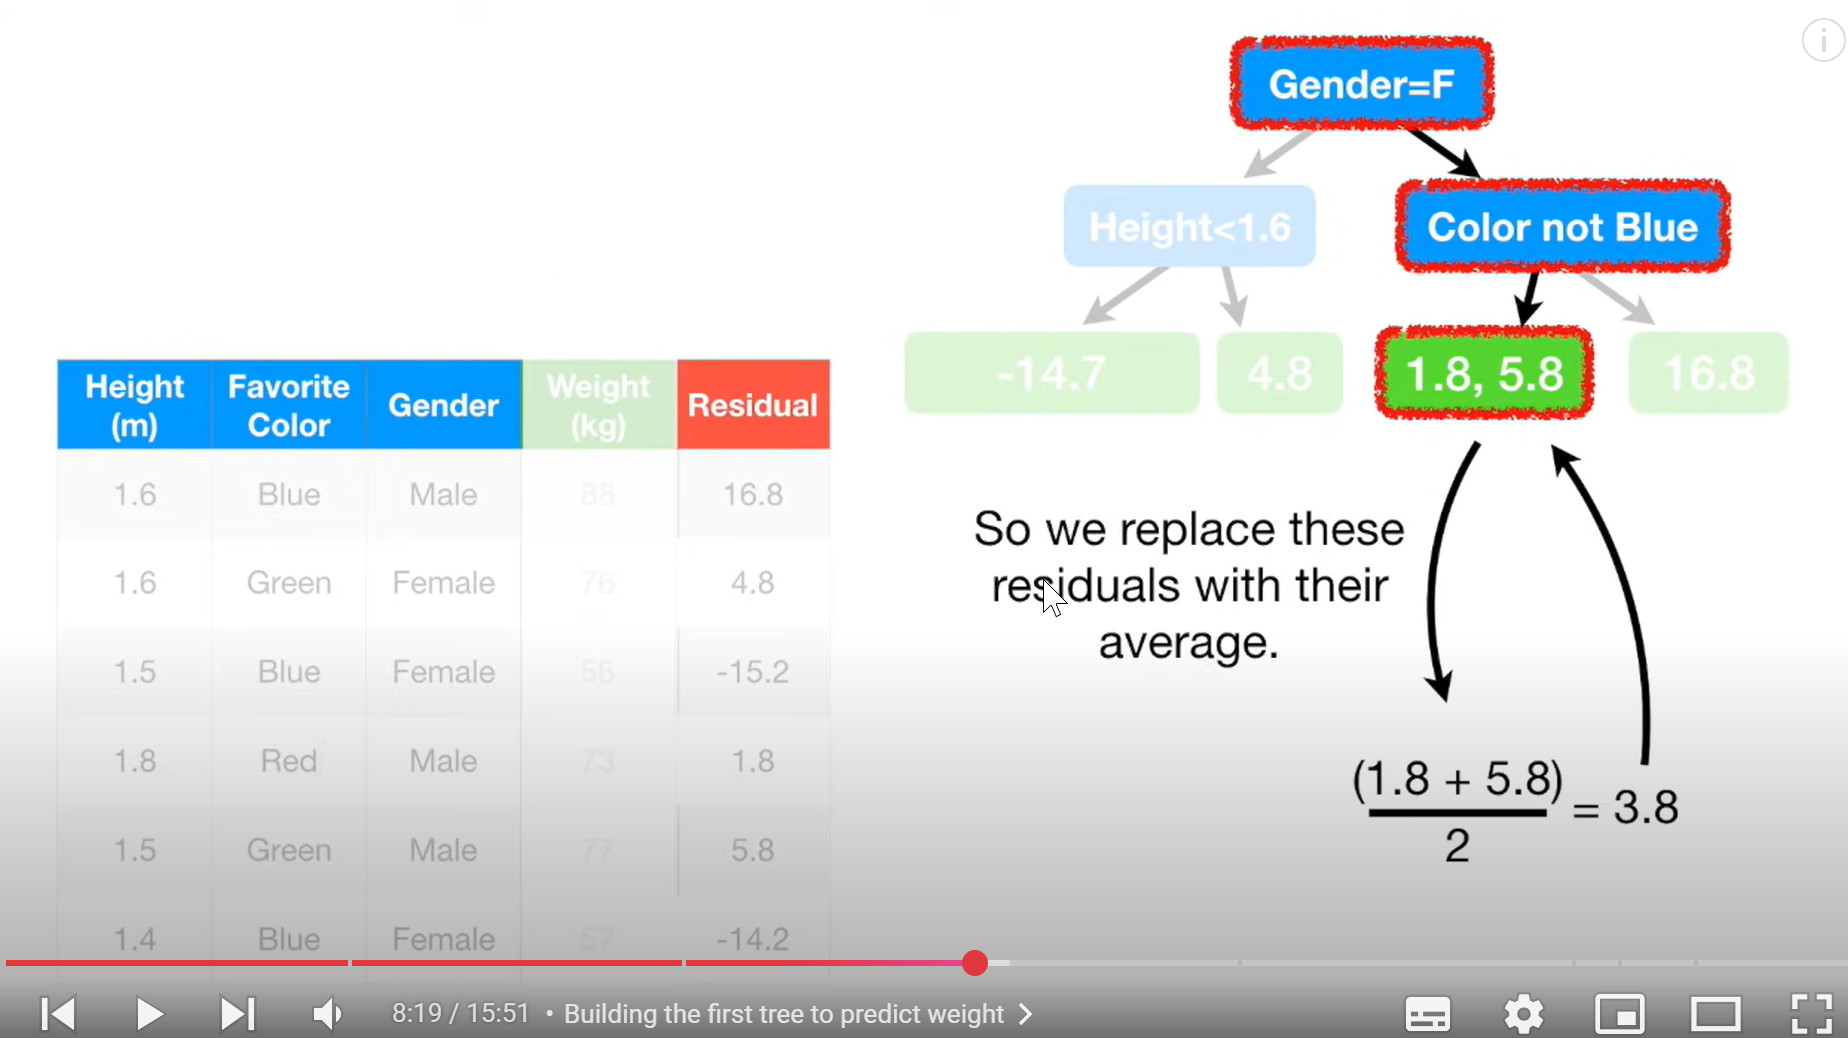 Gender=F
Height<1.6
Color not Blue
-14.7
4.8
1.8, 5.8
16.8
Height (m) Favorite Color Gender Weight (kg) Residual
1.6 Blue Male 88 16.8
1.6 Green Female 76 4.8
1.5 Blue Female 56 -15.2
1.8 Red Male 73 1.8
1.5 Green Male 77 5.8
1.4 Blue Female 57 -14.2
So we replace these
residuals with their
average.
(1.8 + 5.8)
2
= 3.8
8:19 / 15:51 • Building the first tree to predict weight